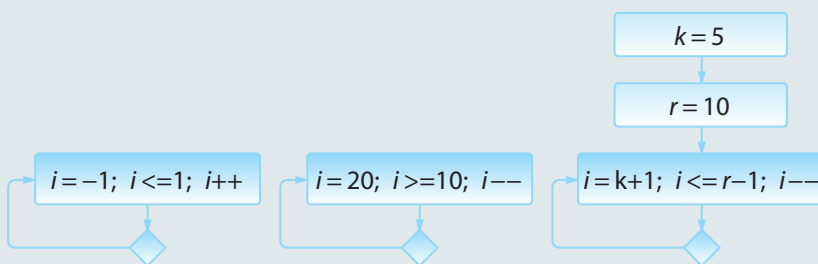 k = 5
r = 10
i = −1; i <=1; i++
i = 20; i >=10; i−−
i = k+1; i <= r−1; i−−